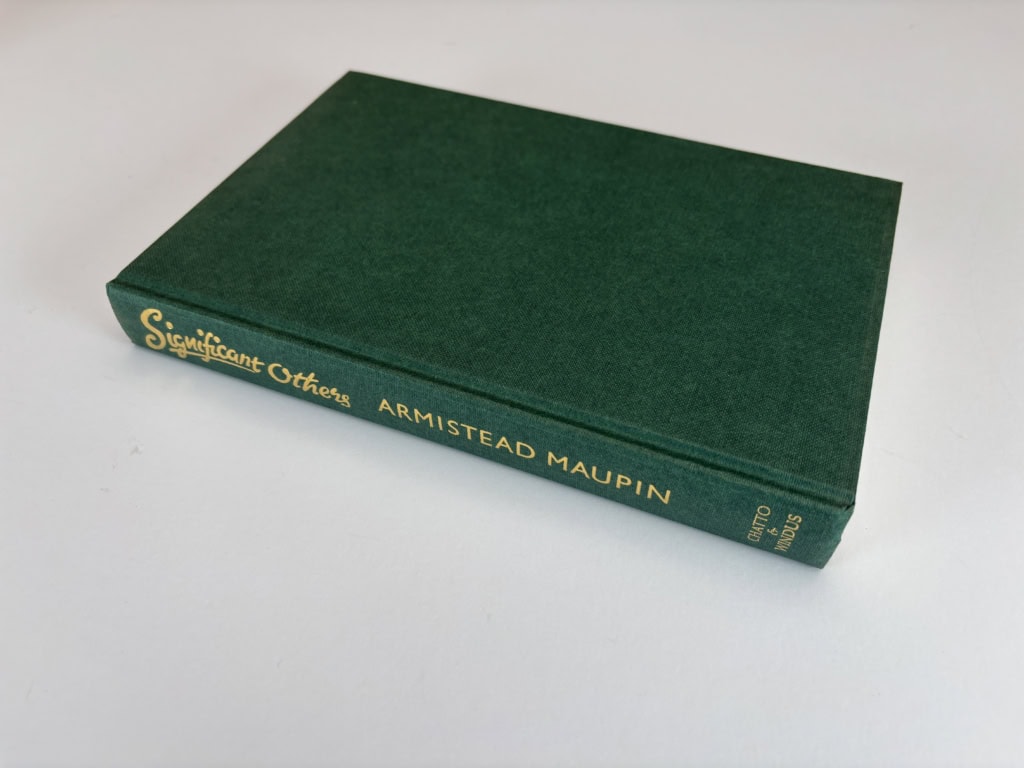 Significant Others ARMISTEAD MAUPIN
CHATTO
&
WINDUS